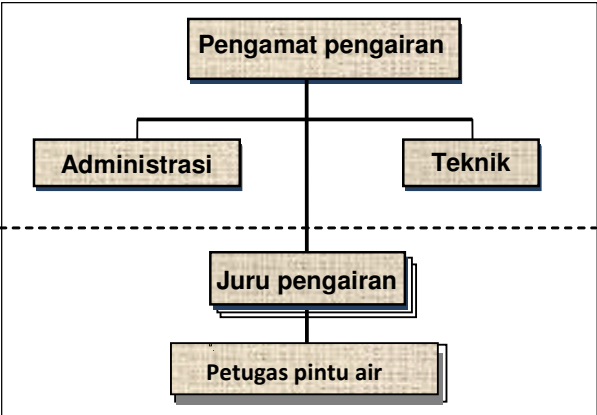 Pengamat pengairan
Administrasi
Teknik
Juru pengairan
Petugas pintu air